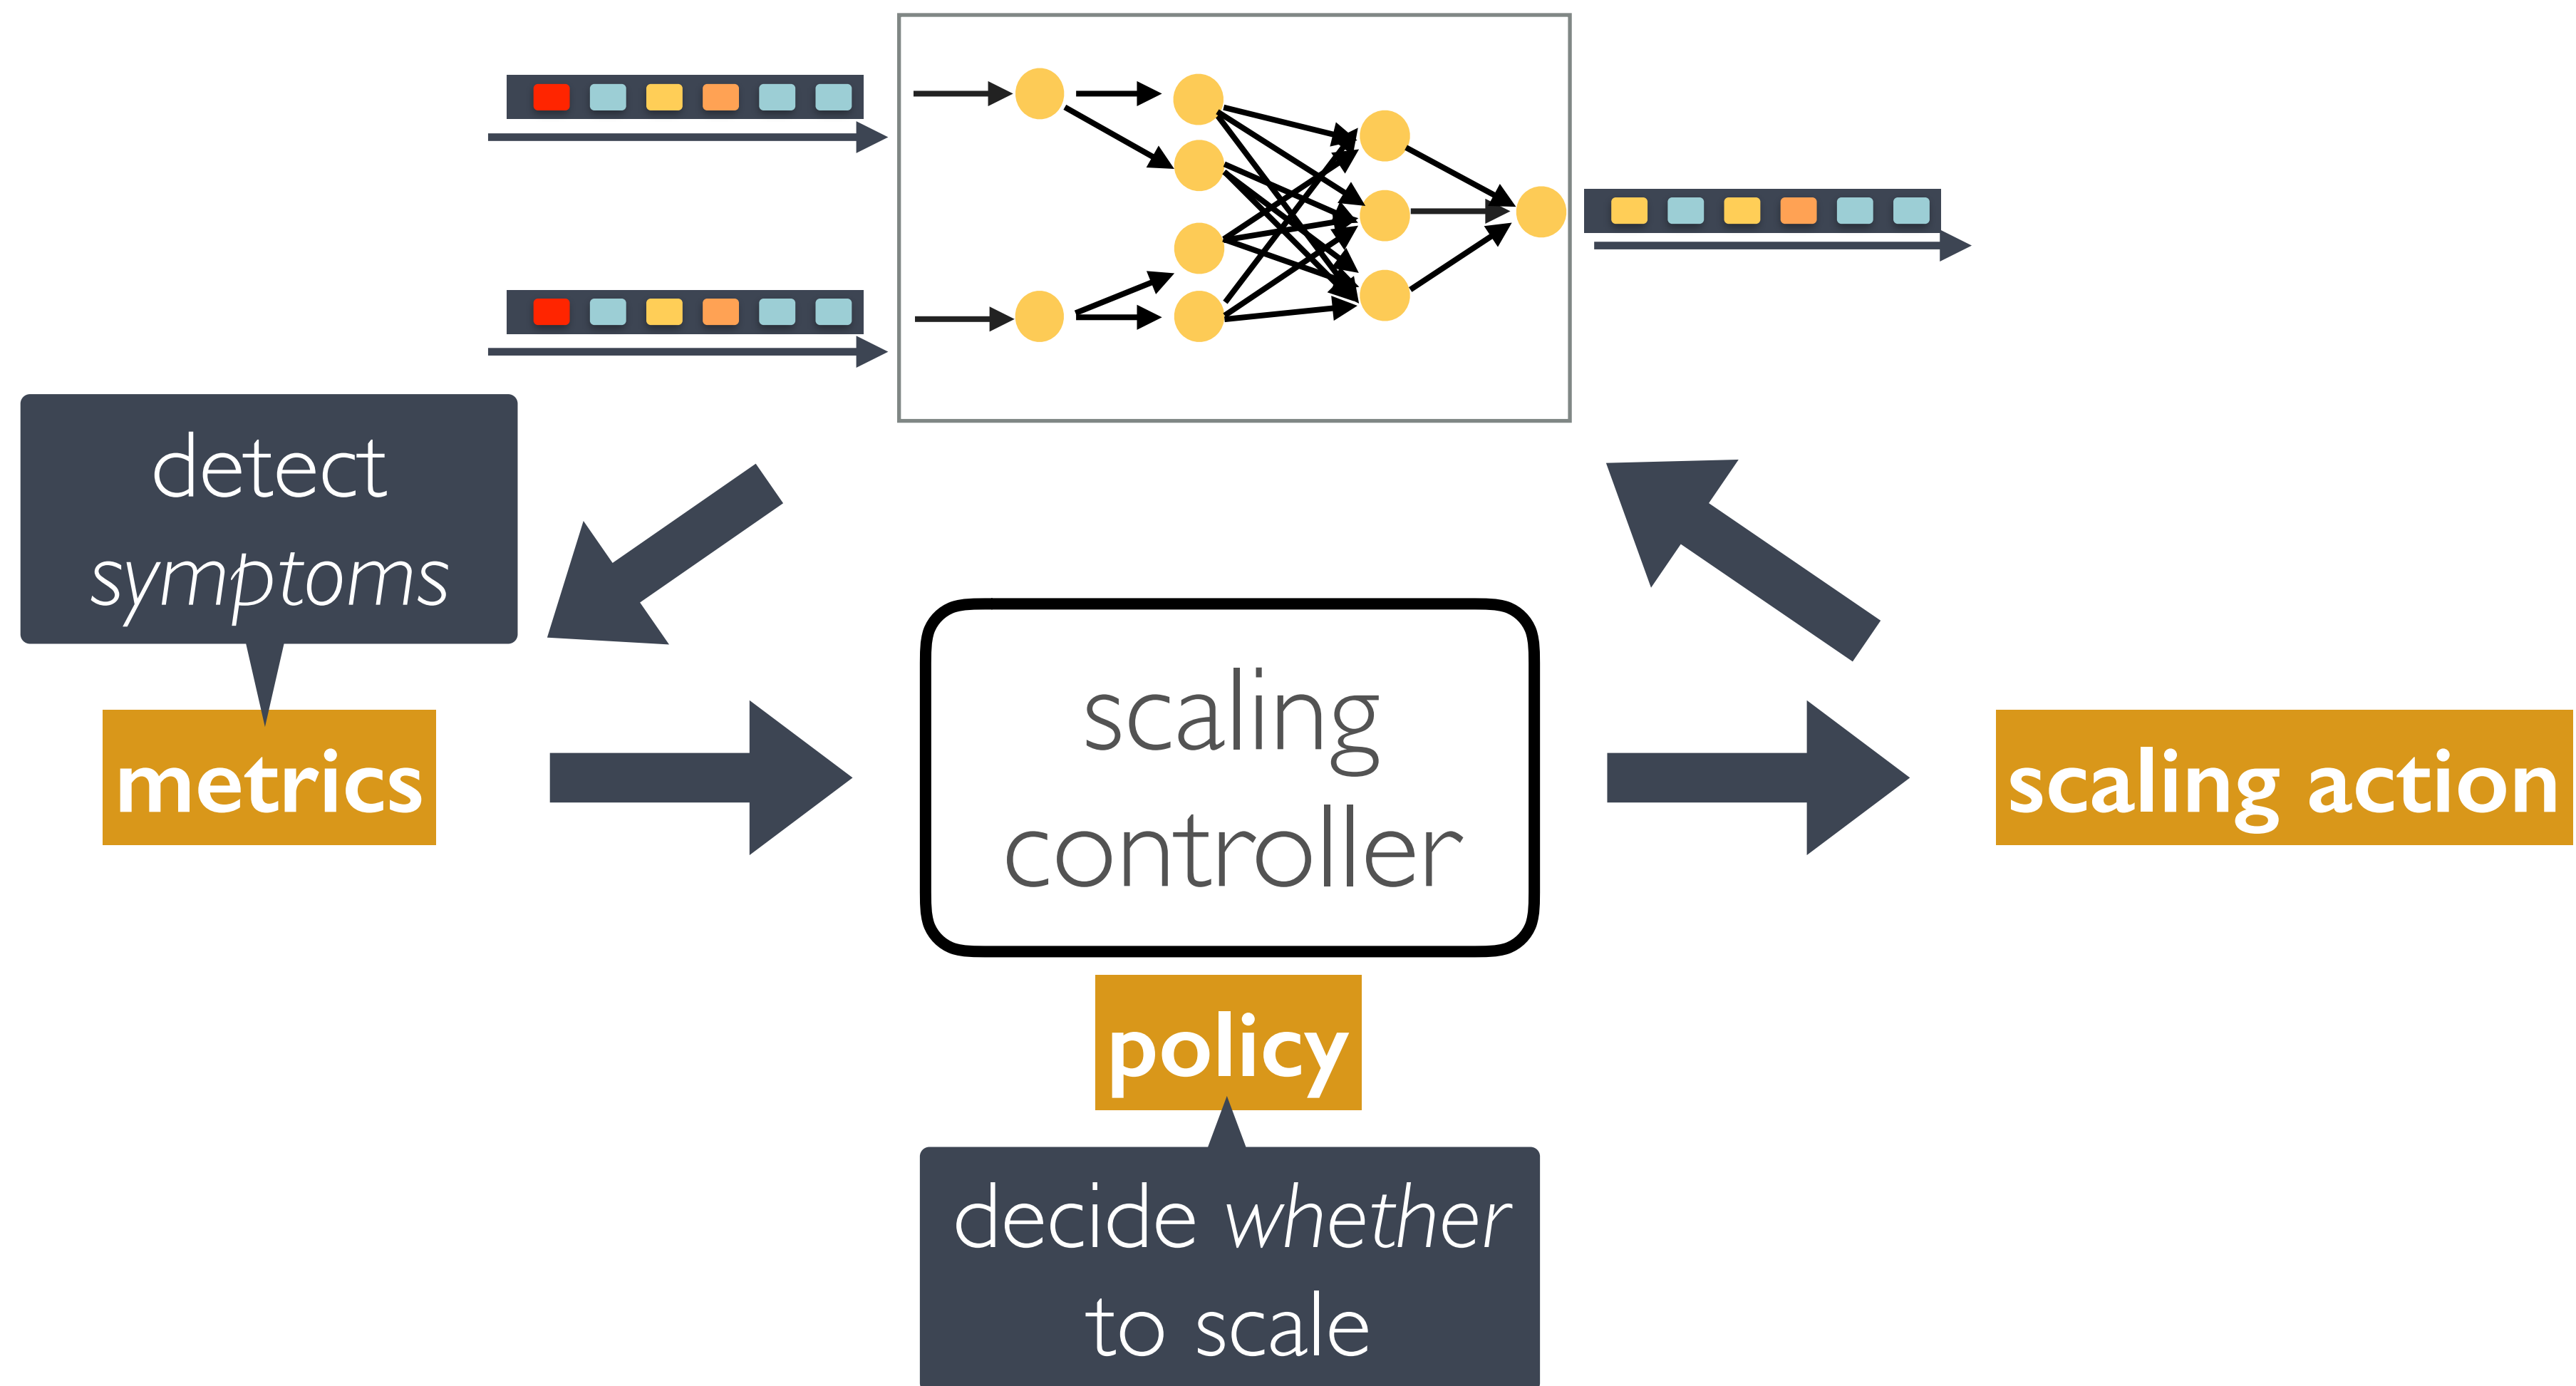 detect
symptoms
metrics
scaling
controller
scaling action
policy
decide whether
to scale